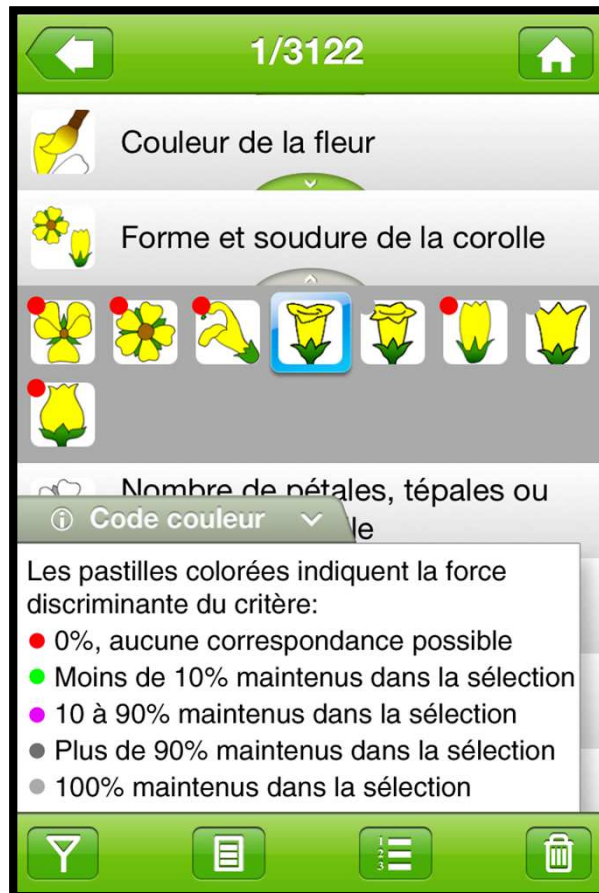 1/3122
Couleur de la fleur
Forme et soudure de la corolle
Nombre de pétales, tépales ou
Code couleur
Les pastilles colorées indiquent la force
discriminante du critère:
0%, aucune correspondance possible
Moins de 10% maintenus dans la sélection
10 à 90% maintenus dans la sélection
Plus de 90% maintenus dans la sélection
100% maintenus dans la sélection
1
2
3